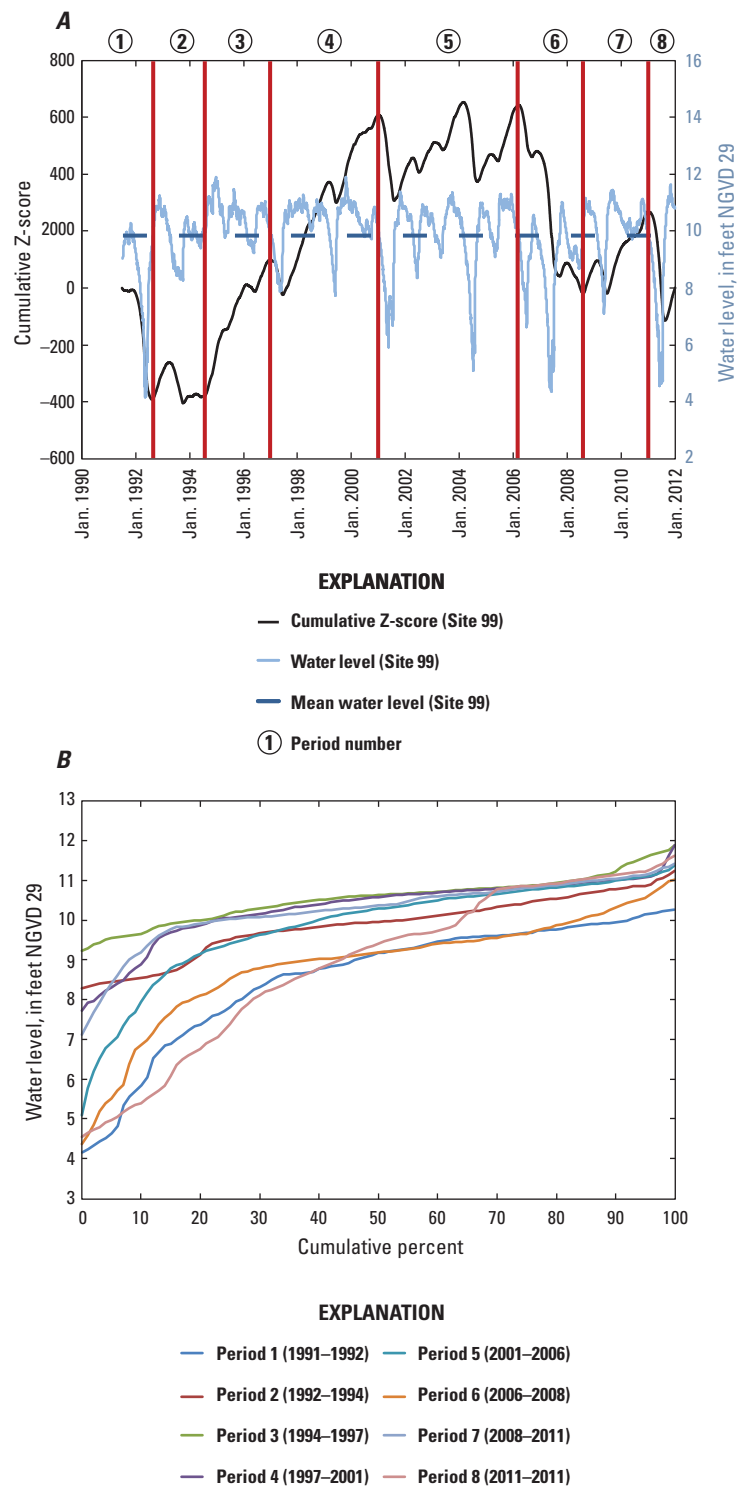 A
① ② ③ ④ ⑤ ⑥ ⑦ ⑧
800
600
400
2000
0
–200
–400
–600
Cumulative Z-score
16
14
12
10
8
6
4
2
Water level, in feet NGVD 29
Jan. 1990
Jan. 1992
Jan. 1994
Jan. 1996
Jan. 1998
Jan. 2000
Jan. 2002
Jan. 2004
Jan. 2006
Jan. 2008
Jan. 2010
Jan. 2012
EXPLANATION
Cumulative Z-score (Site 99)
Water level (Site 99)
Mean water level (Site 99)
① Period number
B
13
12
11
10
9
8
7
6
5
4
3
Water level, in feet NGVD 29
0 10 20 30 40 50 60 70 80 90 100
Cumulative percent
EXPLANATION
Period 1 (1991–1992)
Period 2 (1992–1994)
Period 3 (1994–1997)
Period 4 (1997–2001)
Period 5 (2001–2006)
Period 6 (2006–2008)
Period 7 (2008–2011)
Period 8 (2011–2011)